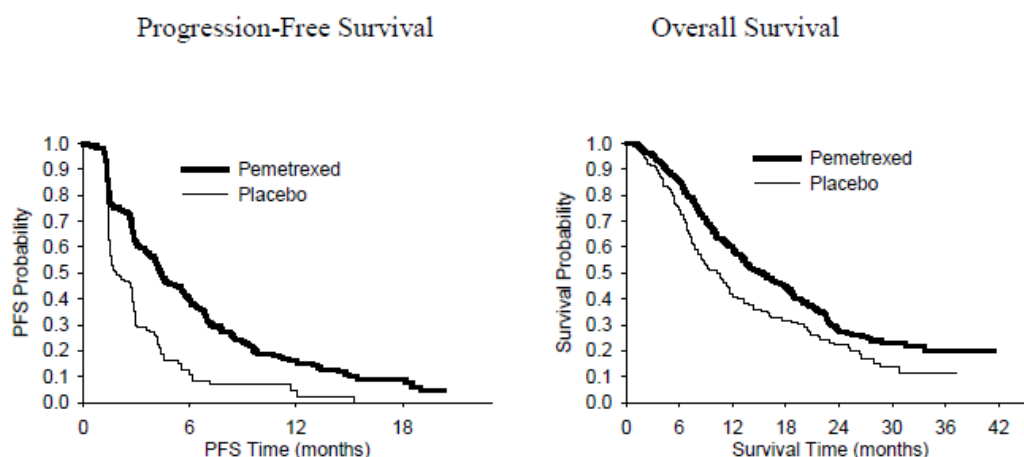 Progression-Free Survival
Overall Survival
PFS Probability
1.0
0.9
0.8
0.7
0.6
0.5
0.4
0.3
0.2
0.1
0.0
Pemetrexed
Placebo
0 6 12 18
PFS Time (months)
Survival Probability
1.0
0.9
0.8
0.7
0.6
0.5
0.4
0.3
0.2
0.1
0.0
Pemetrexed
Placebo
0 6 12 18 24 30 36 42
Survival Time (months)